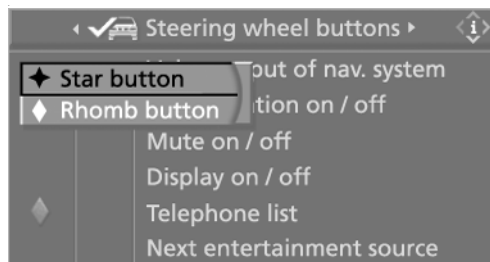 Steering wheel buttons
i
Star button
put of nav. system
Rhomb button
tion on / off
Mute on / off
Display on / off
Telephone list
Next entertainment source